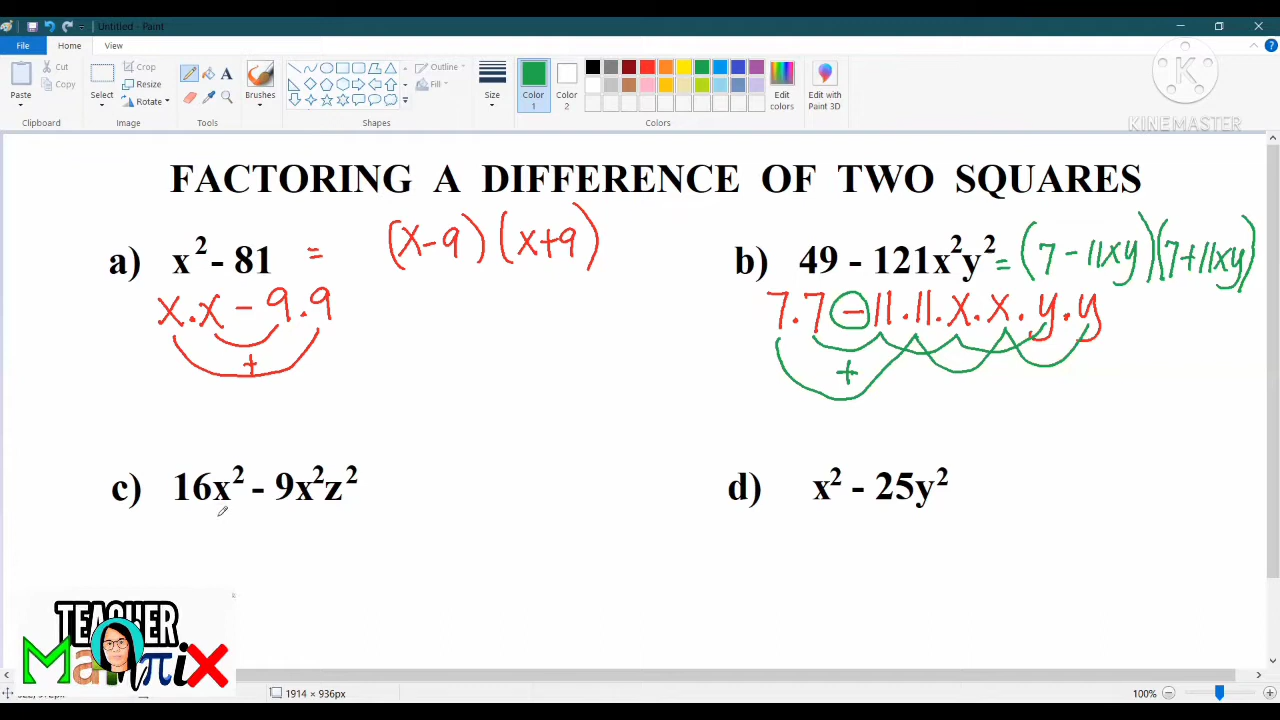 Untitled - Paint
File Home View
Paste Cut Copy Clipboard
Select Crop Resize Rotate Image
Tools
Brushes
Outline Fill Shapes
Size
Color 1 Color 2 Edit colors Colors
Edit with Paint 3D
K
KINEMASTER
FACTORING A DIFFERENCE OF TWO SQUARES
a) x² - 81 = (x-9) (x+9)
x.x - 9.9
+
b) 49 - 121x²y² = (7 - 11xy)(7+11xy)
7.7 - 11.11.x.x.y.y
+
c) 16x² - 9x²z²
d) x² - 25y²
TEACHER
MaTπix
1914 × 936px
100%